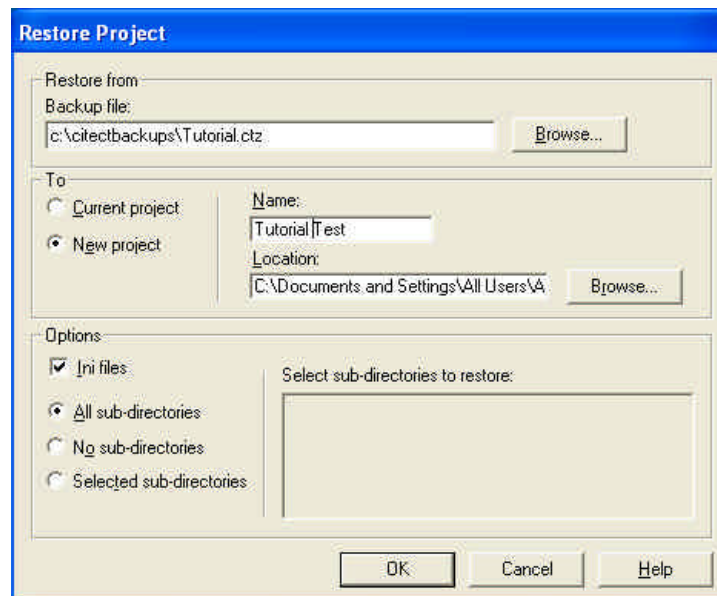 Restore Project
Restore from
Backup file:
c:\citectbackups\Tutorial.ctz
Browse...
To
Current project
New project
Name:
Tutorial Test
Location:
C:\Documents and Settings\All Users\A
Browse...
Options
Ini files
All sub-directories
No sub-directories
Selected sub-directories
Select sub-directories to restore:
OK
Cancel
Help